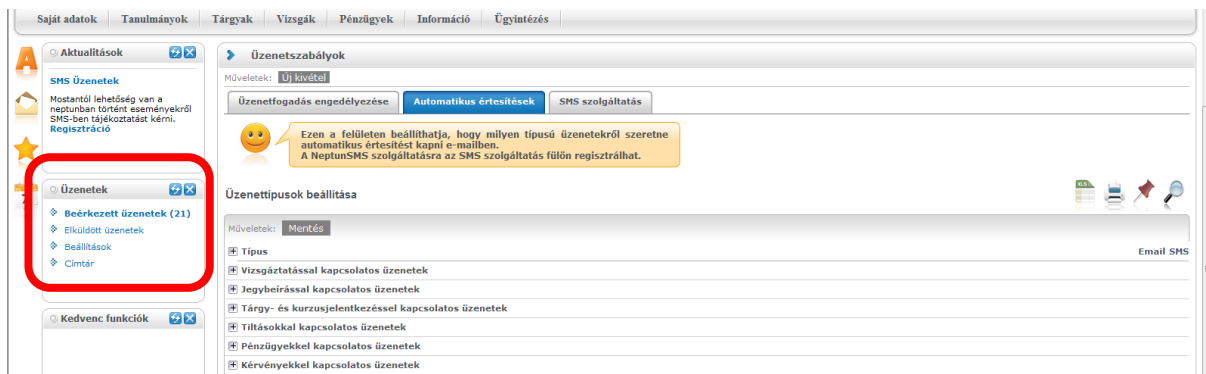 Saját adatok Tanulmányok Tárgyak Vizsgák Pénzügyek Információ Ügyintézés
Aktualitások
SMS Üzenetek
Mostantól lehetőség van a
neptunban történt eseményekről
SMS-ben tájékoztatást kérni.
Regisztráció
Üzenetek
Beérkezett üzenetek (21)
Elküldött üzenetek
Beállítások
Címtár
Kedvenc funkciók
Üzenetszabályok
Műveletek: Új kivétel
Üzenetfogadás engedélyezése Automatikus értesítések SMS szolgáltatás
Ezen a felületen beállíthatja, hogy milyen típusú üzenetekről szeretne
automatikus értesítést kapni e-mailben.
A NeptunSMS szolgáltatásra az SMS szolgáltatás fülön regisztrálhat.
Üzenettípusok beállítása
XLS
Műveletek: Mentés
Típus Email SMS
Vizsgáztatással kapcsolatos üzenetek
Jegybeírással kapcsolatos üzenetek
Tárgy- és kurzusjelentkezéssel kapcsolatos üzenetek
Tiltásokkal kapcsolatos üzenetek
Pénzügyekkel kapcsolatos üzenetek
Kérvényekkel kapcsolatos üzenetek